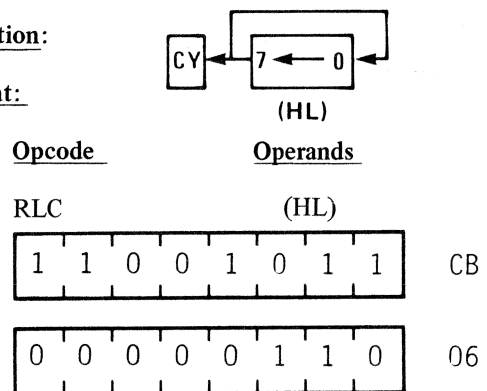 tion:
CY 7 0
(HL)
at:
Opcode Operands
RLC (HL)
1 1 0 0 1 0 1 1 CB
0 0 0 0 0 1 1 0 06